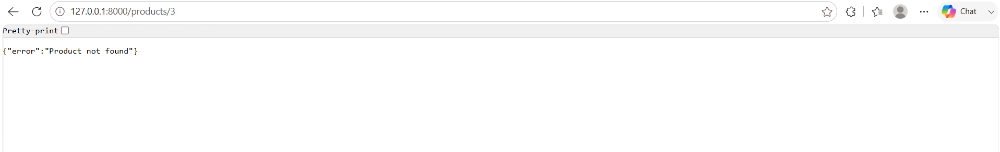 127.0.0.1:8000/products/3
Chat
Pretty-print
{"error":"Product not found"}